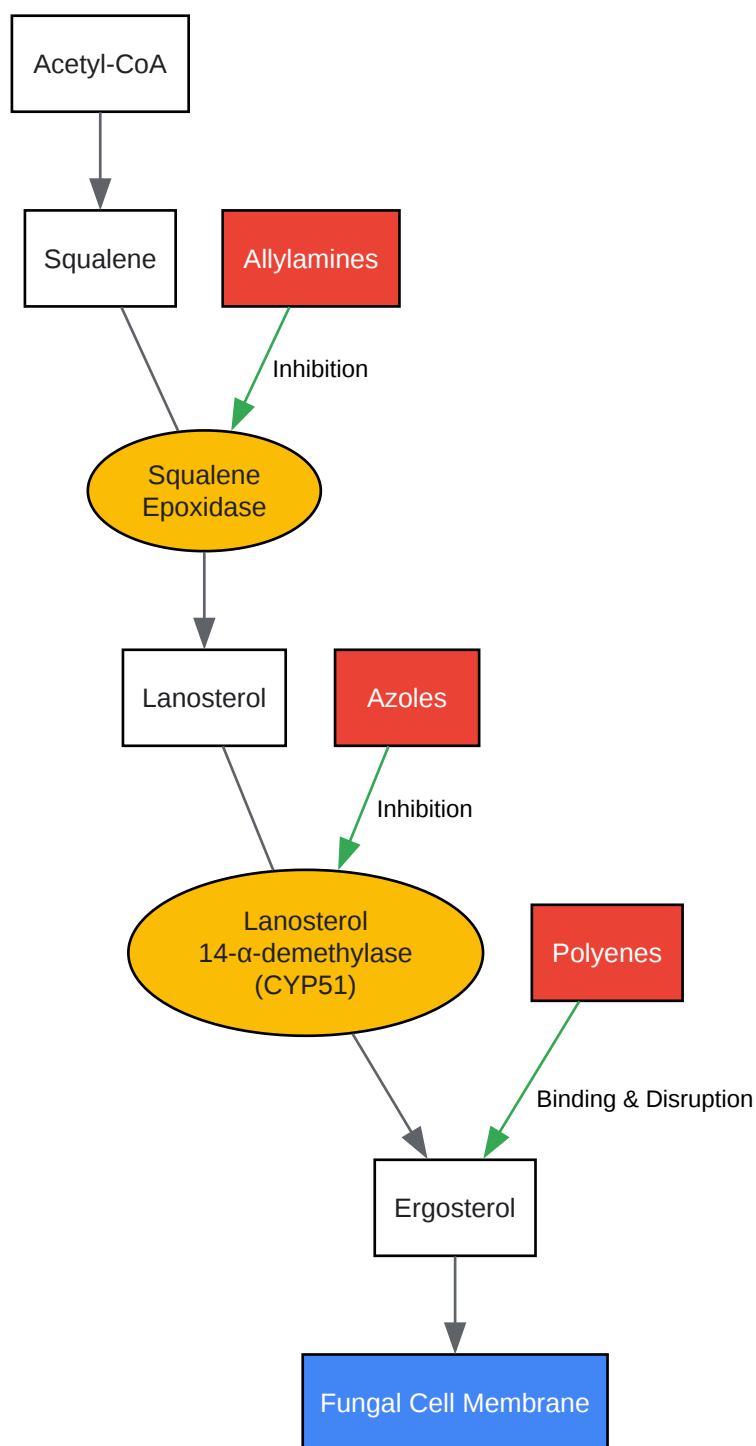 Acetyl-CoA
Squalene
Allylamines
Inhibition
Squalene
Epoxidase
Lanosterol
Azoles
Inhibition
Lanosterol
14-α-demethylase
(CYP51)
Polyenes
Binding & Disruption
Ergosterol
Fungal Cell Membrane